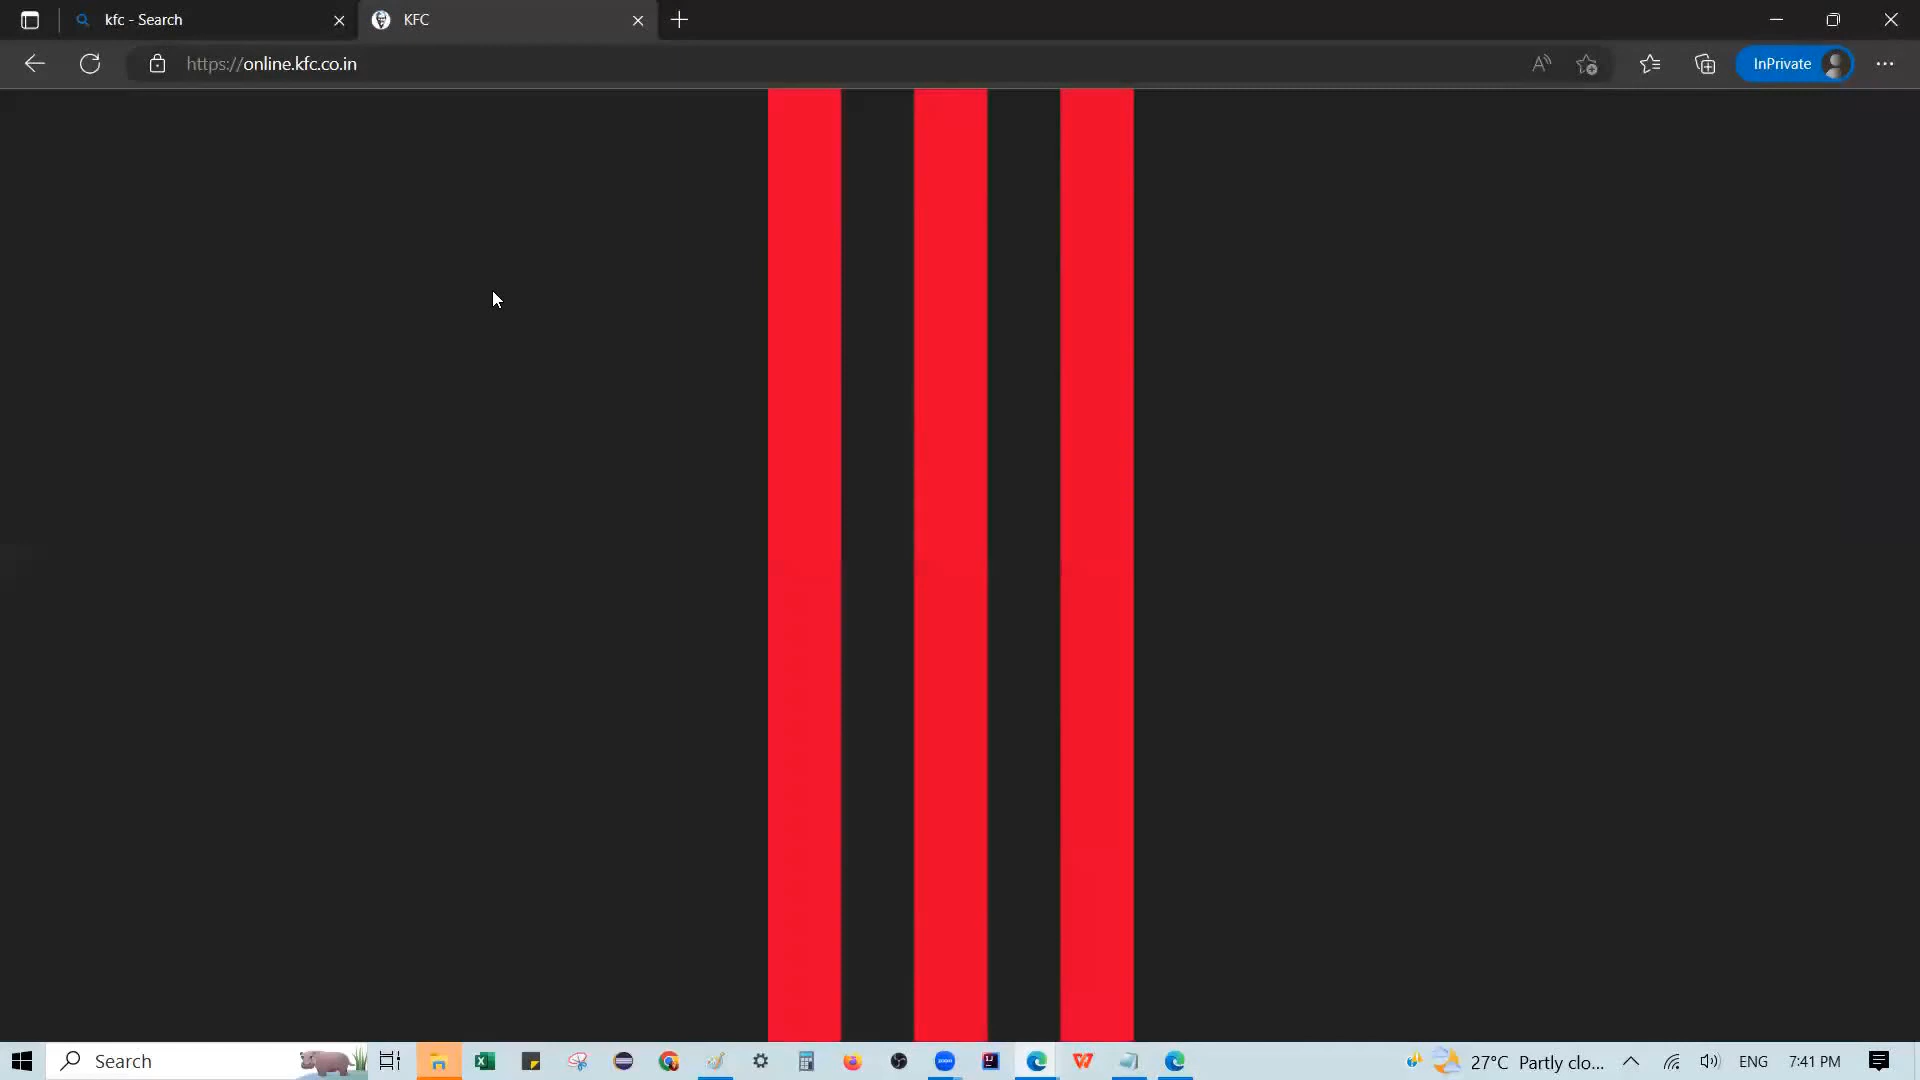 kfc - Search
KFC
https://online.kfc.co.in
InPrivate
Search
27°C Partly clo...
ENG
7:41 PM